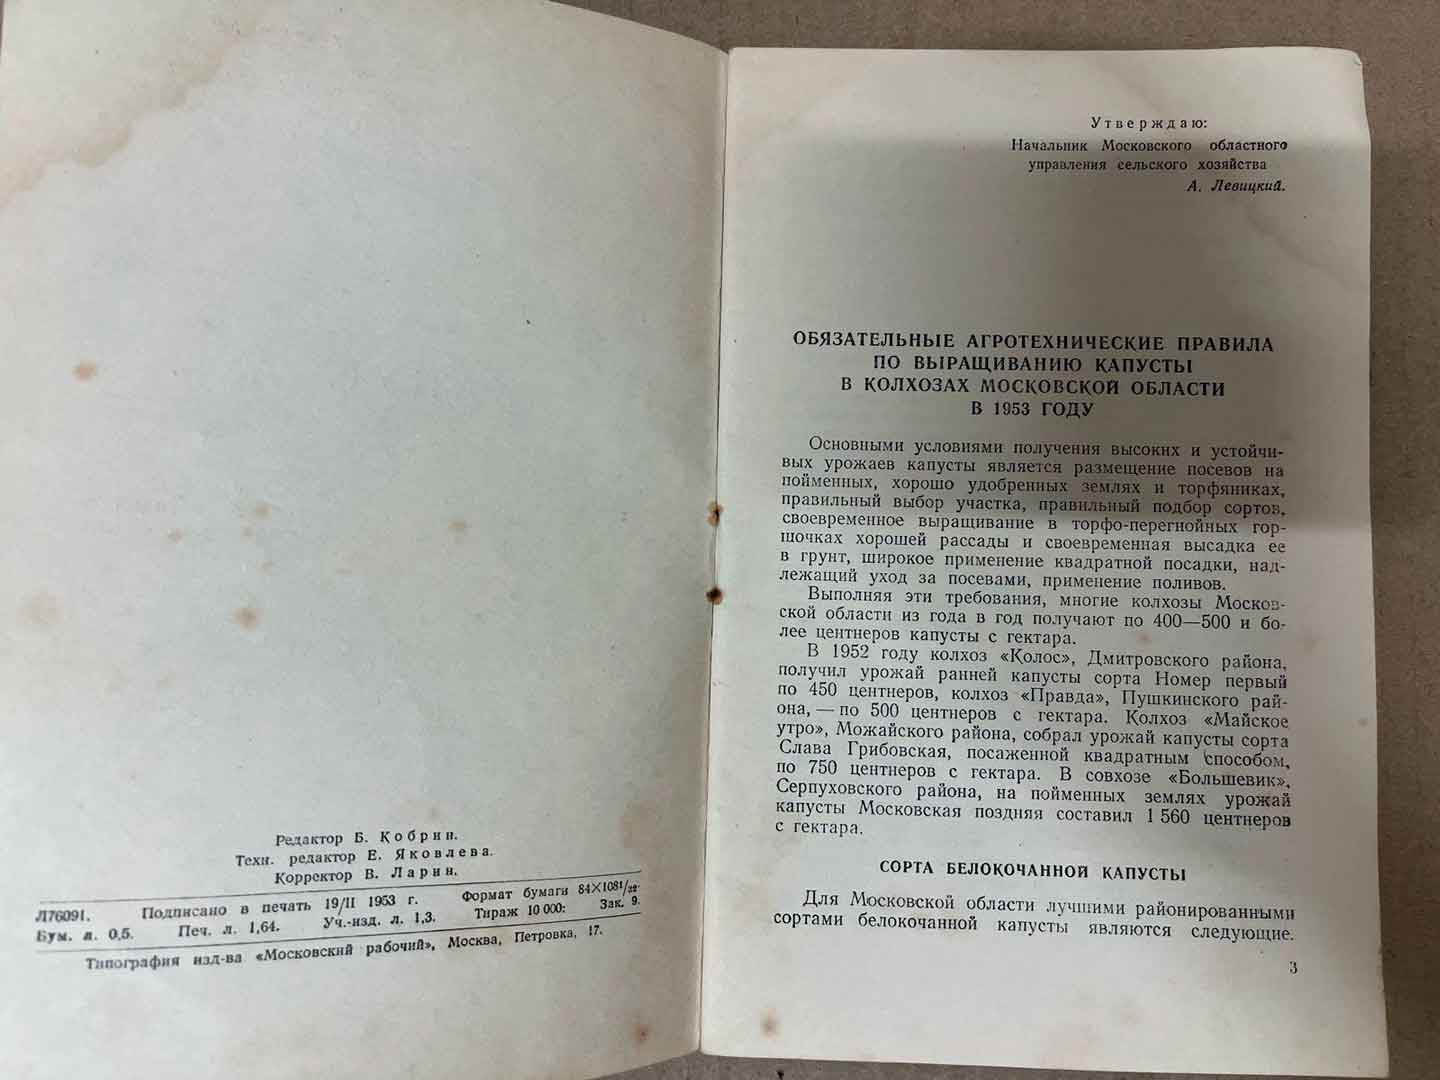 Редактор Б. Кобрин.
Техн. редактор Е. Яковлева.
Корректор В. Ларин.
Л76091. Подписано в печать 19/II 1953 г. Формат бумаги 84×108¹/₃₂.
Бум. л. 0,5. Печ. л. 1,64. Уч.-изд. л. 1,3. Тираж 10 000: Зак. 9.
Типография изд-ва «Московский рабочий», Москва, Петровка, 17.
Утверждаю:
Начальник Московского областного
управления сельского хозяйства
А. Левицкий.
ОБЯЗАТЕЛЬНЫЕ АГРОТЕХНИЧЕСКИЕ ПРАВИЛА
ПО ВЫРАЩИВАНИЮ КАПУСТЫ
В КОЛХОЗАХ МОСКОВСКОЙ ОБЛАСТИ
В 1953 ГОДУ
Основными условиями получения высоких и устойчи-
вых урожаев капусты является размещение посевов на
пойменных, хорошо удобренных землях и торфяниках,
правильный выбор участка, правильный подбор сортов,
своевременное выращивание в торфо-перегнойных гор-
шочках хорошей рассады и своевременная высадка ее
в грунт, широкое применение квадратной посадки, над-
лежащий уход за посевами, применение поливов.
Выполняя эти требования, многие колхозы Москов-
ской области из года в год получают по 400—500 и бо-
лее центнеров капусты с гектара.
В 1952 году колхоз «Колос», Дмитровского района,
получил урожай ранней капусты сорта Номер первый
по 450 центнеров, колхоз «Правда», Пушкинского рай-
она, — по 500 центнеров с гектара. Колхоз «Майское
утро», Можайского района, собрал урожай капусты сорта
Слава Грибовская, посаженной квадратным способом,
по 750 центнеров с гектара. В совхозе «Большевик»,
Серпуховского района, на пойменных землях урожай
капусты Московская поздняя составил 1 560 центнеров
с гектара.
СОРТА БЕЛОКОЧАННОЙ КАПУСТЫ
Для Московской области лучшими районированными
сортами белокочанной капусты являются следующие.
3